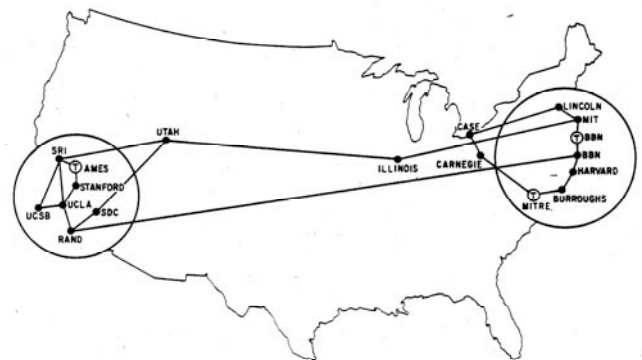 LINCOLN
MIT
CASE
UTAH
T BBN
SRI
BBN
T AMES
ILLINOIS
CARNEGIE
HARVARD
STANFORD
T
MITRE
BURROUGHS
UCLA
SDC
UCSB
RAND